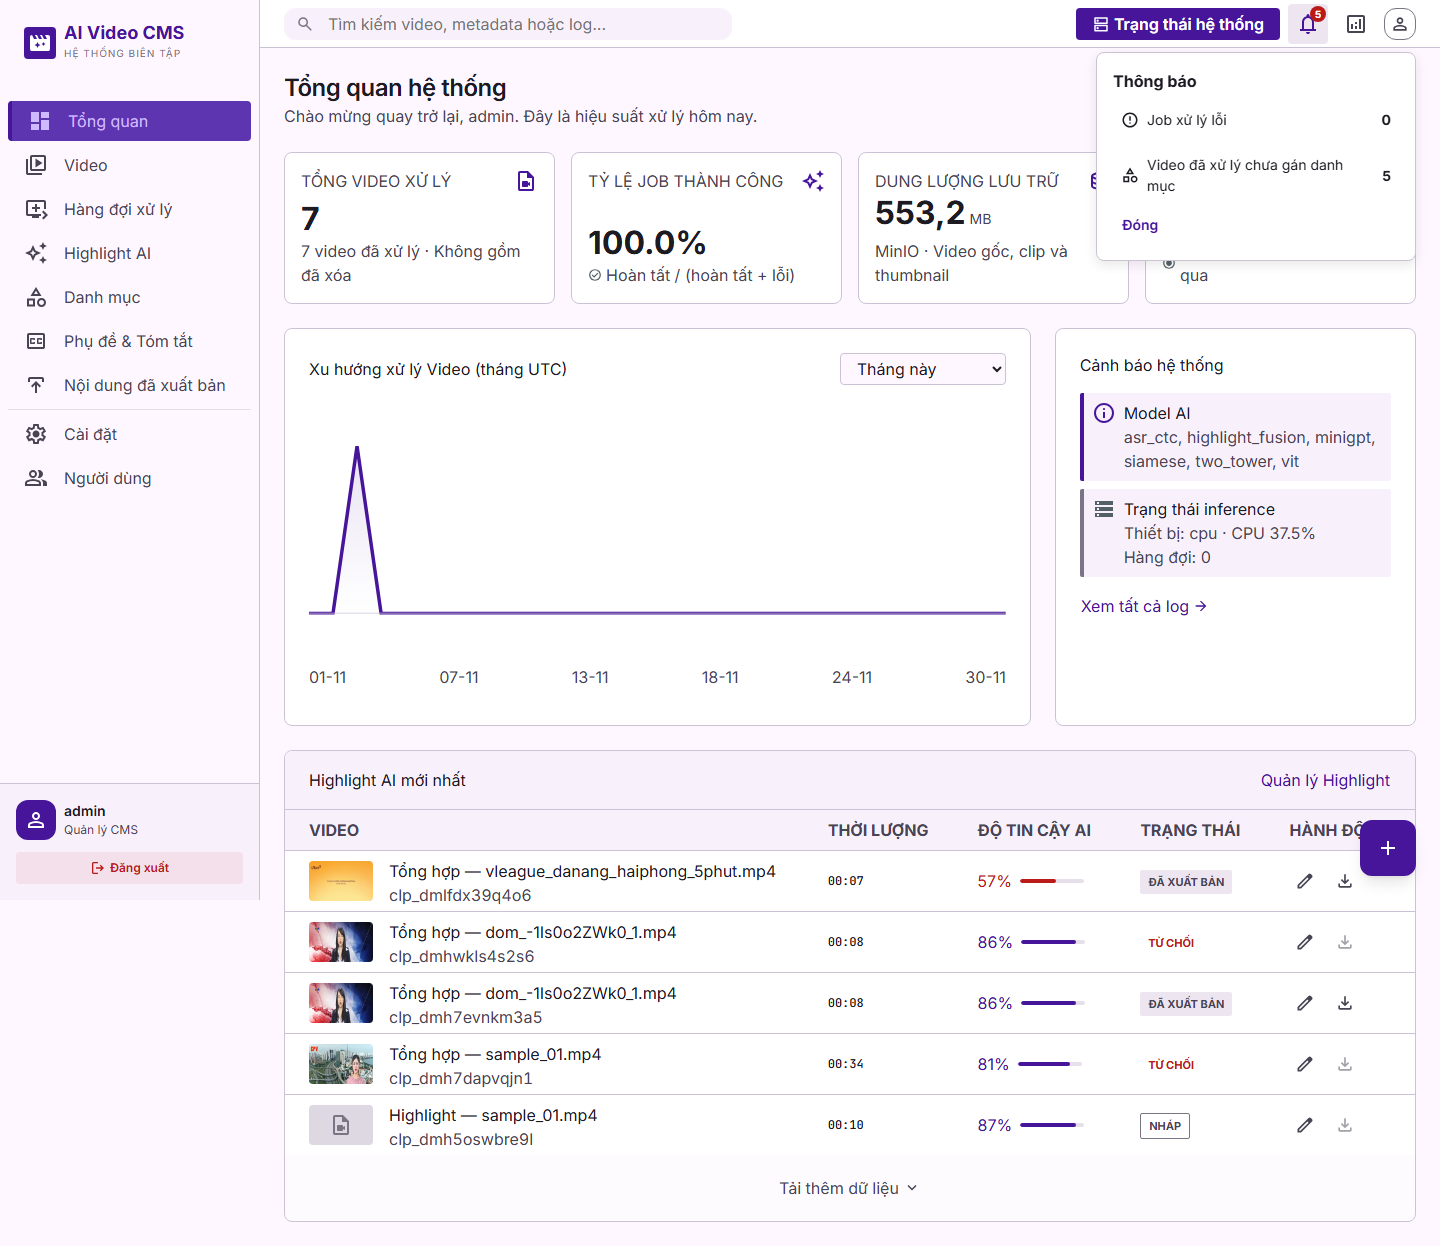 AI Video CMS
HỆ THỐNG BIÊN TẬP
Tổng quan
Video
Hàng đợi xử lý
Highlight AI
Danh mục
Phụ đề & Tóm tắt
Nội dung đã xuất bản
Cài đặt
Người dùng
admin
Quản lý CMS
Đăng xuất
Tìm kiếm video, metadata hoặc log...
Trạng thái hệ thống
5
Thông báo
Job xử lý lỗi 0
Video đã xử lý chưa gán danh
mục
5
Đóng
Tổng quan hệ thống
Chào mừng quay trở lại, admin. Đây là hiệu suất xử lý hôm nay.
TỔNG VIDEO XỬ LÝ
7
7 video đã xử lý · Không gồm
đã xóa
TỶ LỆ JOB THÀNH CÔNG
100.0%
Hoàn tất / (hoàn tất + lỗi)
DUNG LƯỢNG LƯU TRỮ
553,2 MB
MinIO · Video gốc, clip và
thumbnail
qua
Xu hướng xử lý Video (tháng UTC)
Tháng này
01-11 07-11 13-11 18-11 24-11 30-11
Cảnh báo hệ thống
Model AI
asr_ctc, highlight_fusion, minigpt,
siamese, two_tower, vit
Trạng thái inference
Thiết bị: cpu · CPU 37.5%
Hàng đợi: 0
Xem tất cả log →
Highlight AI mới nhất
Quản lý Highlight
VIDEO THỜI LƯỢNG ĐỘ TIN CẬY AI TRẠNG THÁI HÀNH
Tổng hợp — vleague_danang_haiphong_5phut.mp4
clp_dmlfdx39q4o6
00:07 57% ĐÃ XUẤT BẢN
Tổng hợp — dom_-1Is0o2ZWk0_1.mp4
clp_dmhwkls4s2s6
00:08 86% TỪ CHỐI
Tổng hợp — dom_-1Is0o2ZWk0_1.mp4
clp_dmh7evnkm3a5
00:08 86% ĐÃ XUẤT BẢN
Tổng hợp — sample_01.mp4
clp_dmh7dapvqjn1
00:34 81% TỪ CHỐI
Highlight — sample_01.mp4
clp_dmh5oswbre9l
00:10 87% NHÁP
Tải thêm dữ liệu